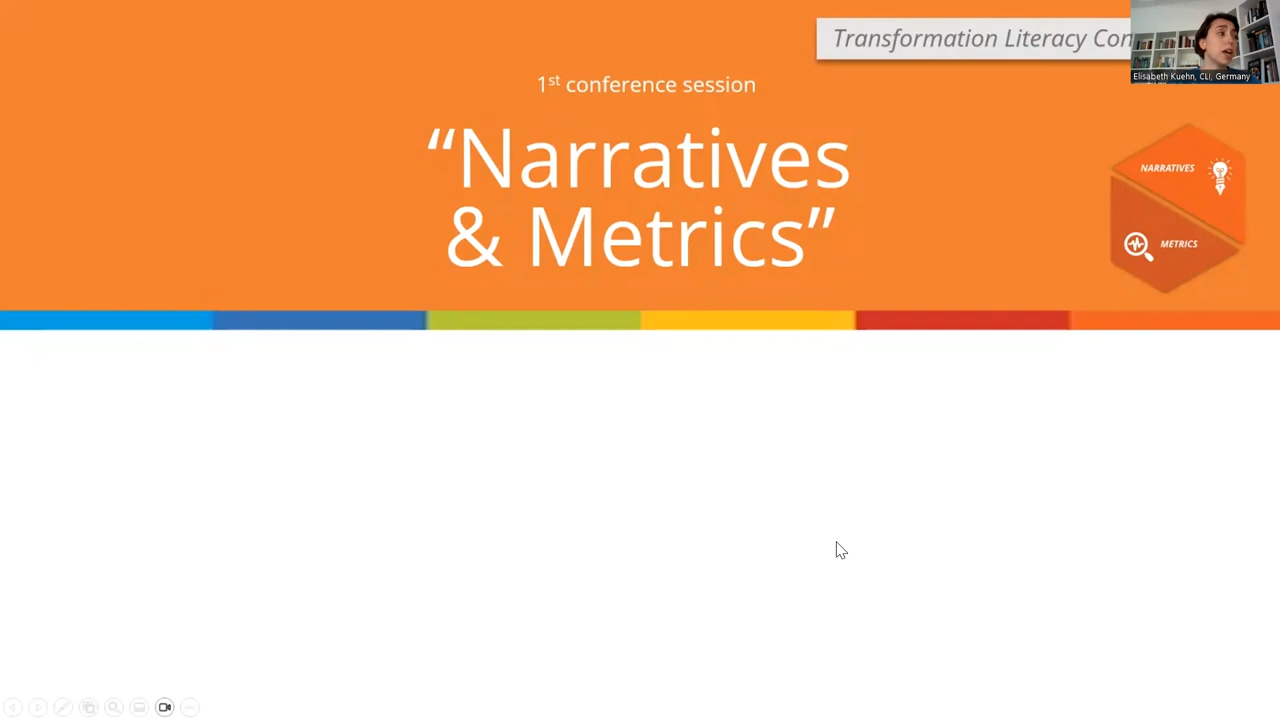 Transformation Literacy Con
Elisabeth Kuehn, CLI, Germany
1st conference session
“Narratives
& Metrics”
NARRATIVES
METRICS